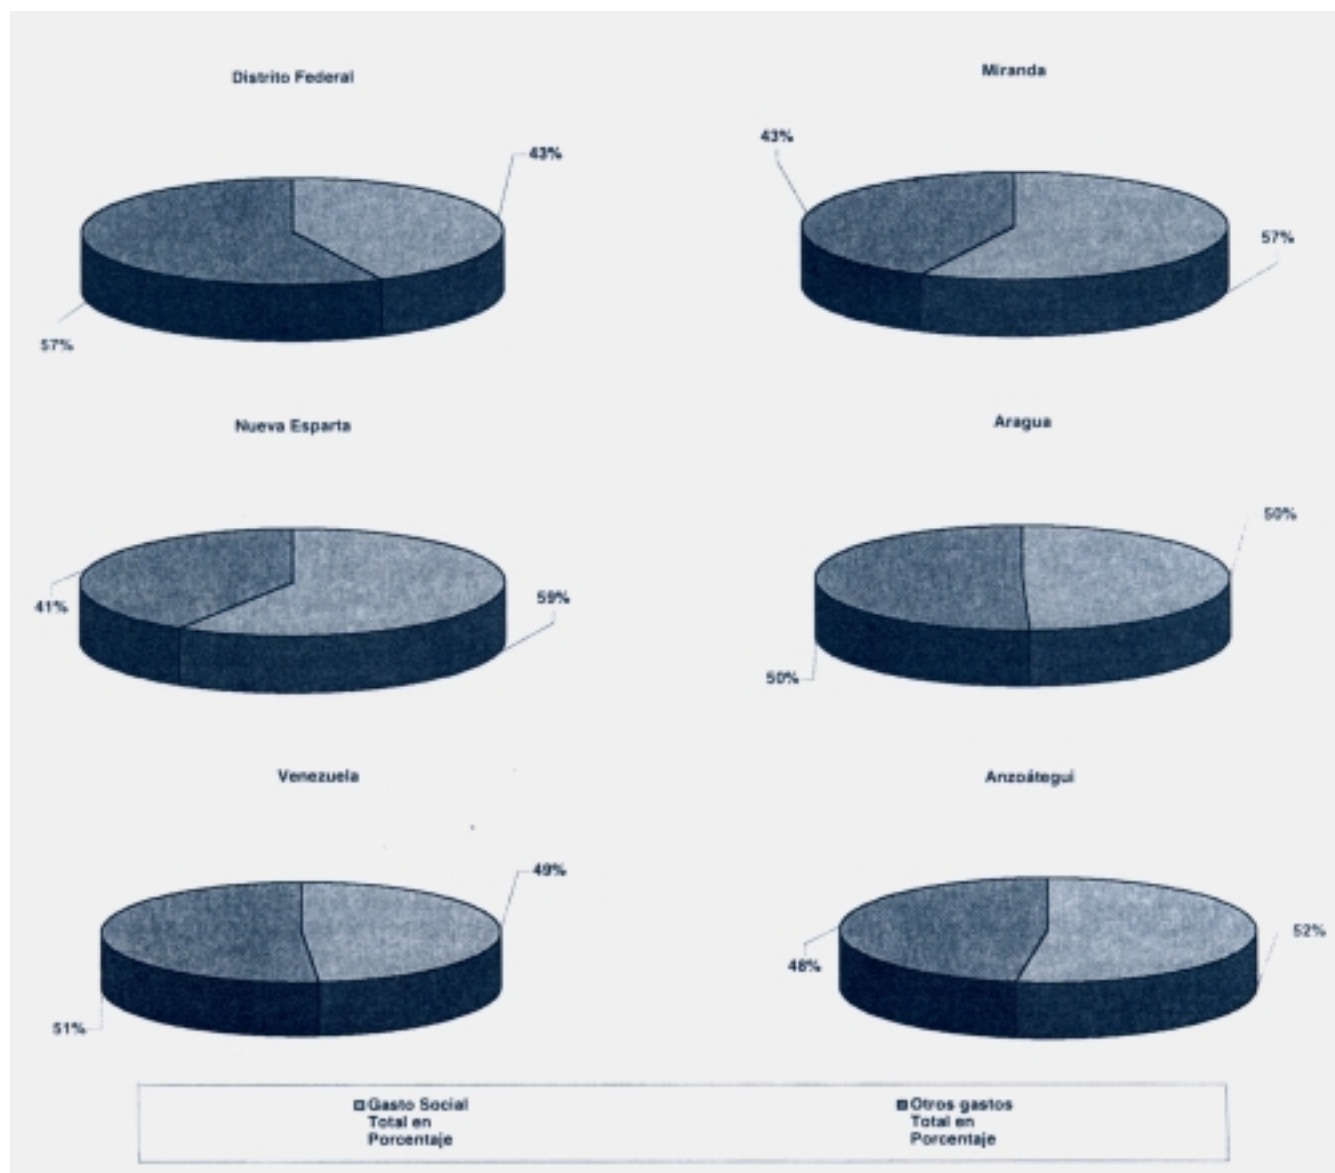 Distrito Federal
Miranda
43%
43%
57%
57%
Nueva Esparta
Aragua
50%
41%
59%
50%
Venezuela
Anzoátegui
49%
52%
48%
51%
Gasto Social
Total en
Porcentaje
Otros gastos
Total en
Porcentaje